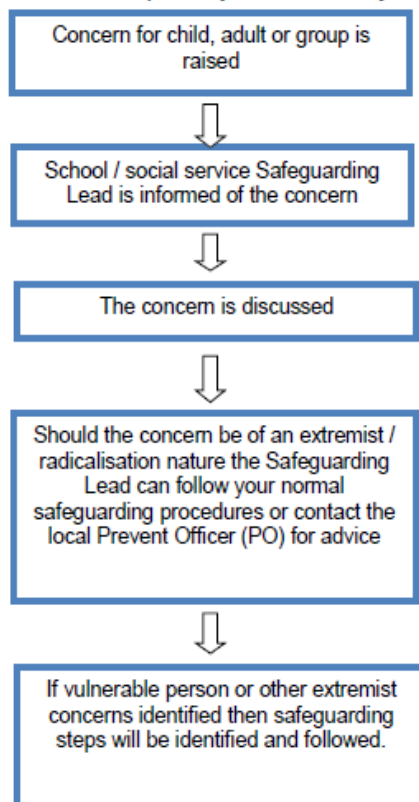 Concern for child, adult or group is
raised
School / social service Safeguarding
Lead is informed of the concern
The concern is discussed
Should the concern be of an extremist /
radicalisation nature the Safeguarding
Lead can follow your normal
safeguarding procedures or contact the
local Prevent Officer (PO) for advice
If vulnerable person or other extremist
concerns identified then safeguarding
steps will be identified and followed.